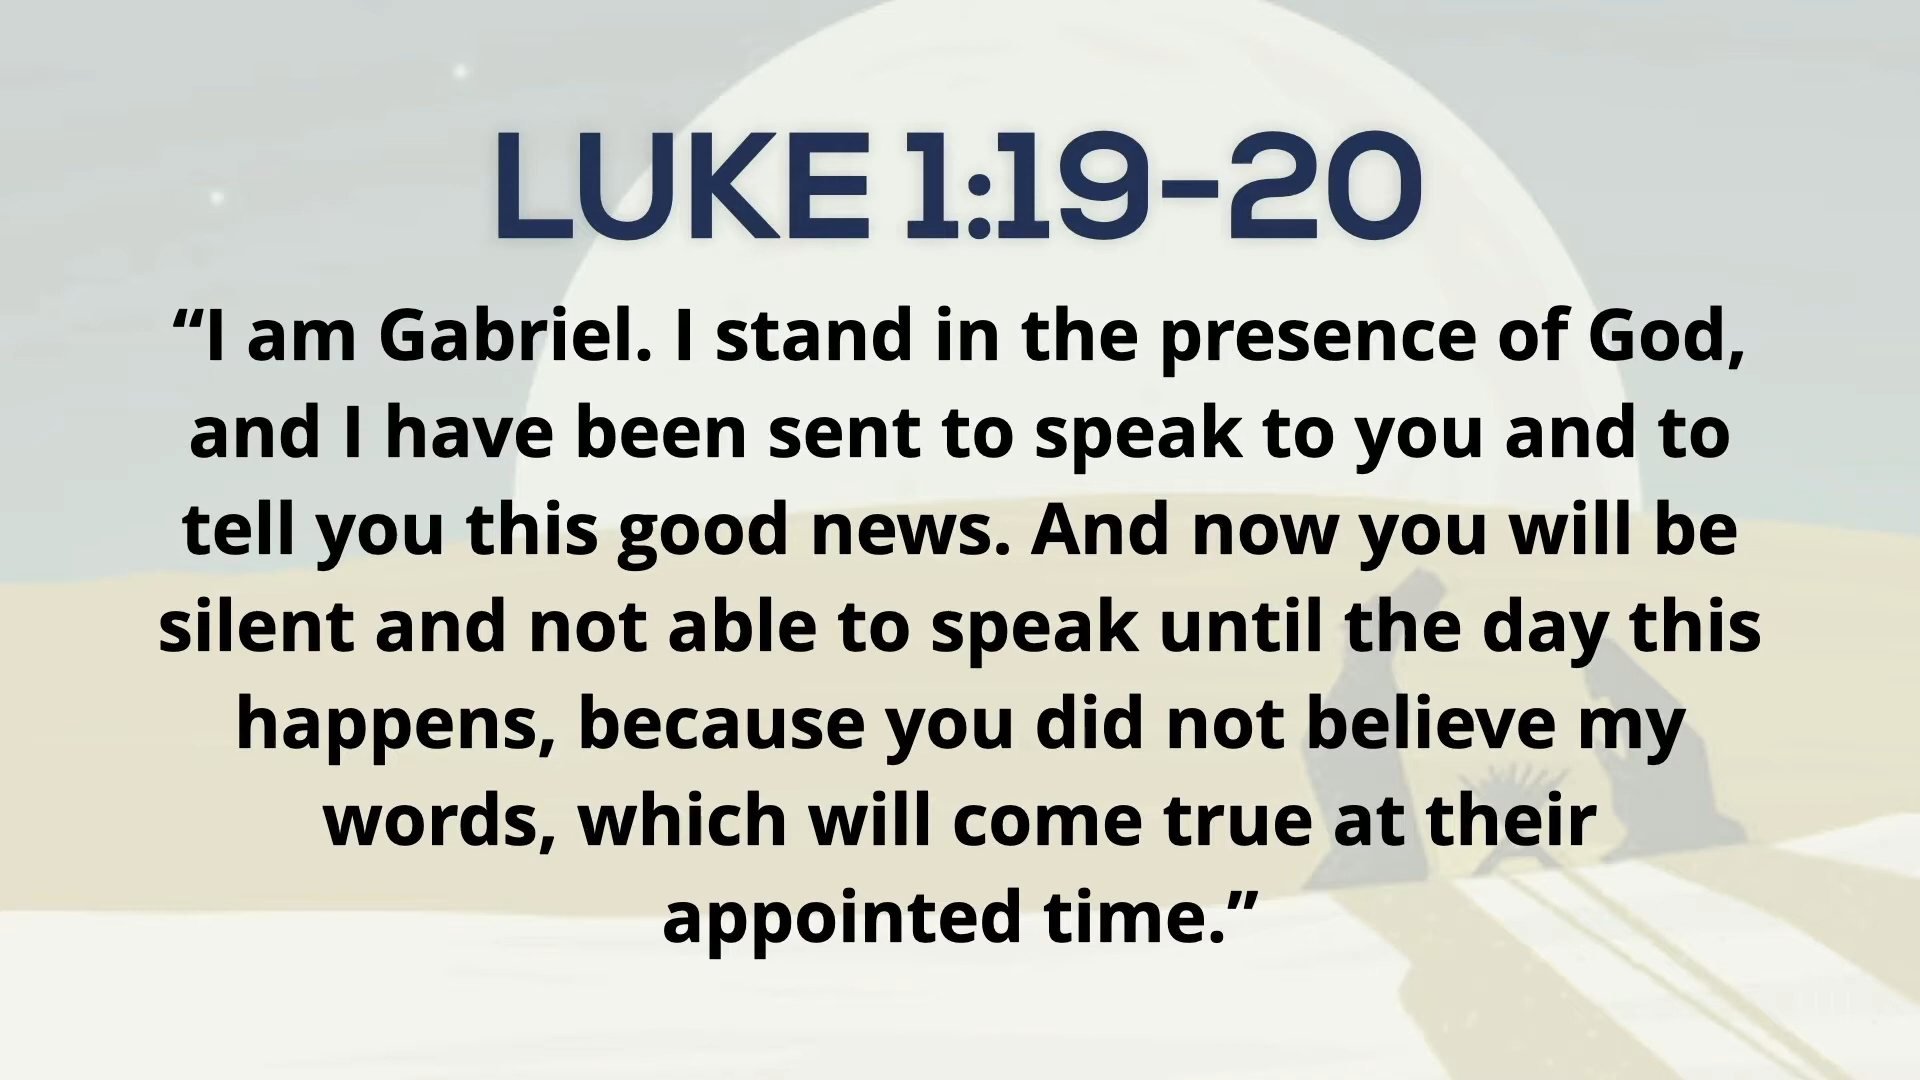 LUKE 1:19-20
“I am Gabriel. I stand in the presence of God,
and I have been sent to speak to you and to
tell you this good news. And now you will be
silent and not able to speak until the day this
happens, because you did not believe my
words, which will come true at their
appointed time.”